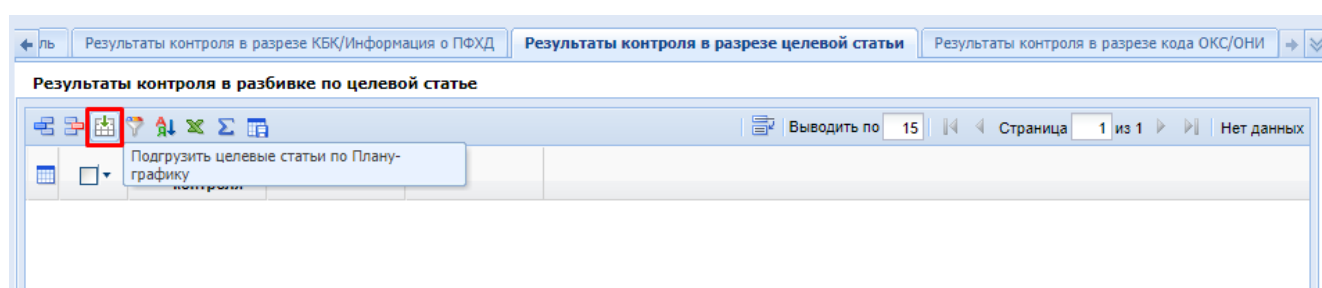 ль Результаты контроля в разрезе КБК/Информация о ПФХД Результаты контроля в разрезе целевой статьи Результаты контроля в разрезе кода ОКС/ОНИ
Результаты контроля в разбивке по целевой статье
Выводить по 15 Страница 1 из 1 Нет данных
Подгрузить целевые статьи по Плану-
графику
контроля